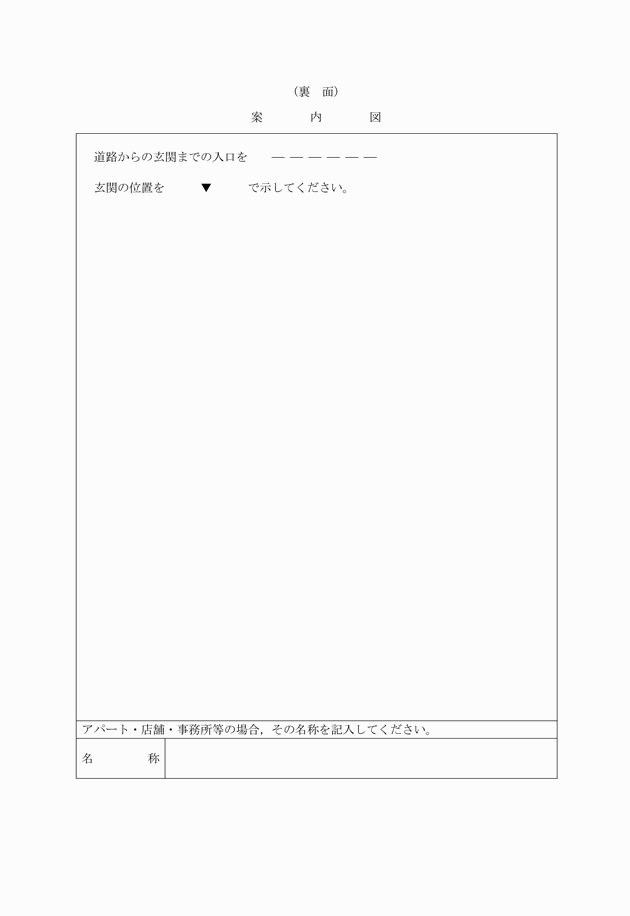 （裏　面）
案　　　　内　　　　図
道路からの玄関までの入口を　　― ― ― ― ― ―
玄関の位置を　　　▼　　　で示してください。
アパート・店舗・事務所等の場合，その名称を記入してください。
名　　　　　称